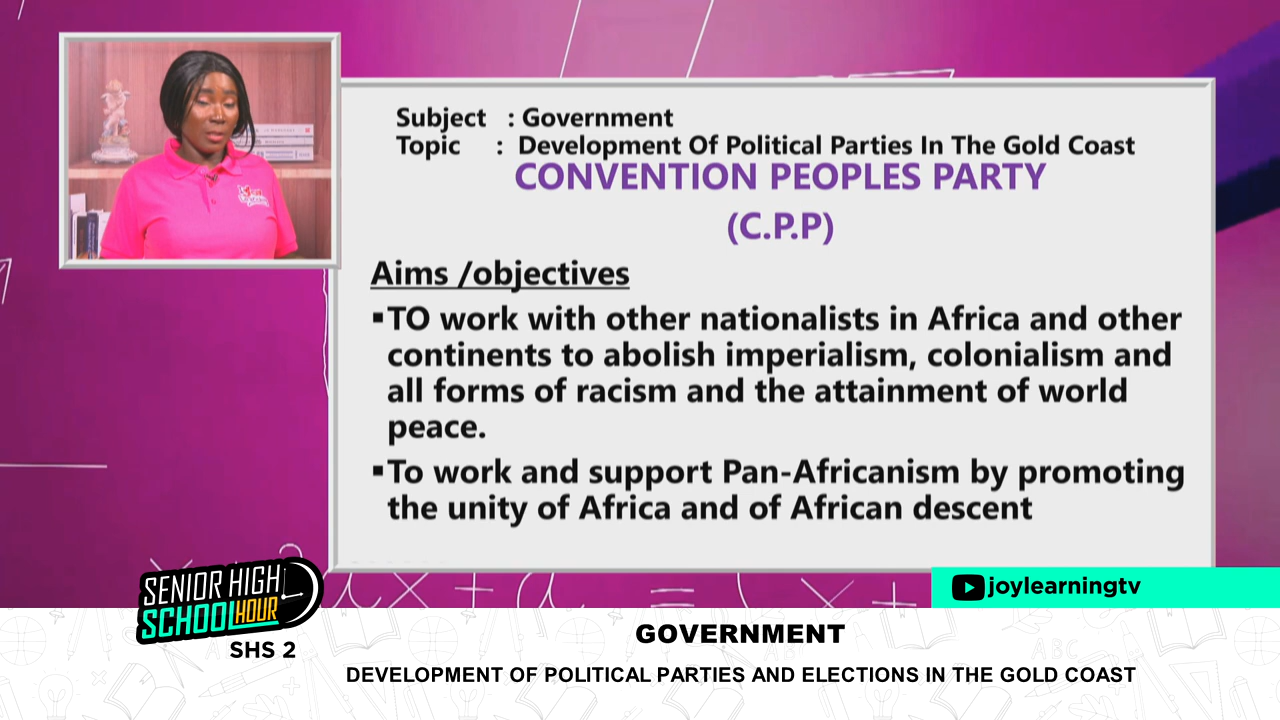 Subject : Government
Topic : Development Of Political Parties In The Gold Coast
CONVENTION PEOPLES PARTY
(C.P.P)
Aims /objectives
▪TO work with other nationalists in Africa and other
continents to abolish imperialism, colonialism and
all forms of racism and the attainment of world
peace.
▪To work and support Pan-Africanism by promoting
the unity of Africa and of African descent
SENIOR HIGH
SCHOOL HOUR
SHS 2
joylearningtv
GOVERNMENT
DEVELOPMENT OF POLITICAL PARTIES AND ELECTIONS IN THE GOLD COAST